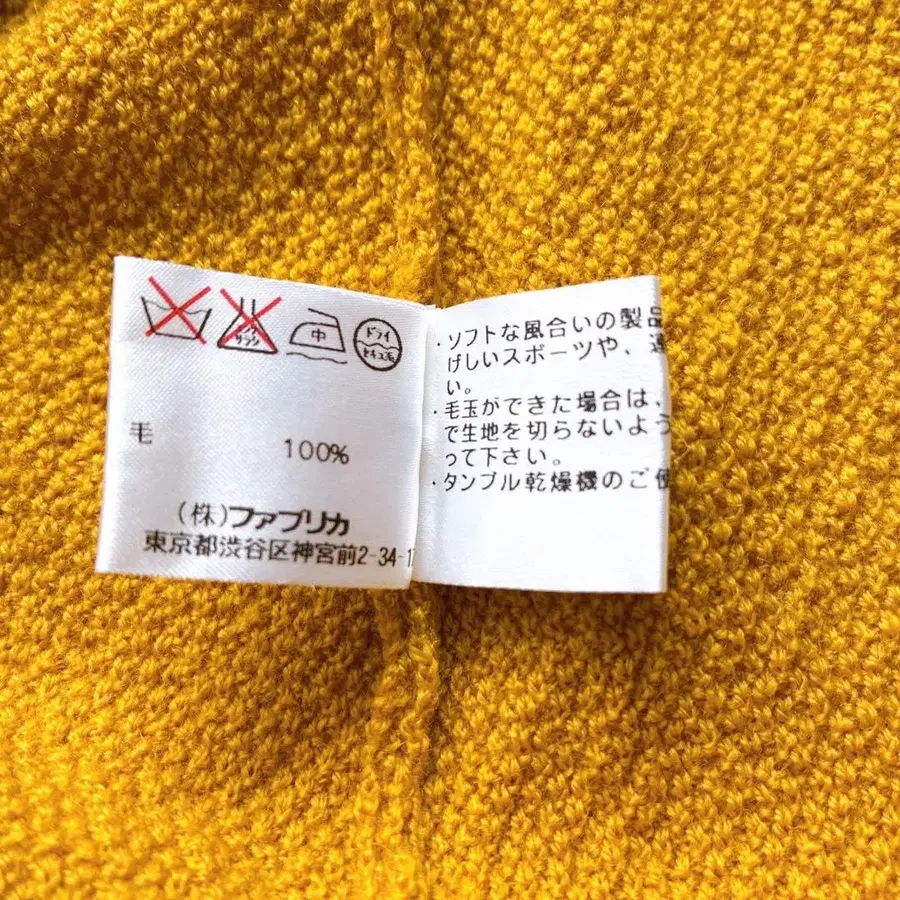 中
ドライ
毛
100%
(株)ファブリカ
東京都渋谷区神宮前2-34-1
・ソフトな風合いの製品
げしいスポーツや、
い。
・毛玉ができた場合は、
で生地を切らないよう
って下さい。
・タンブル乾燥機のご使